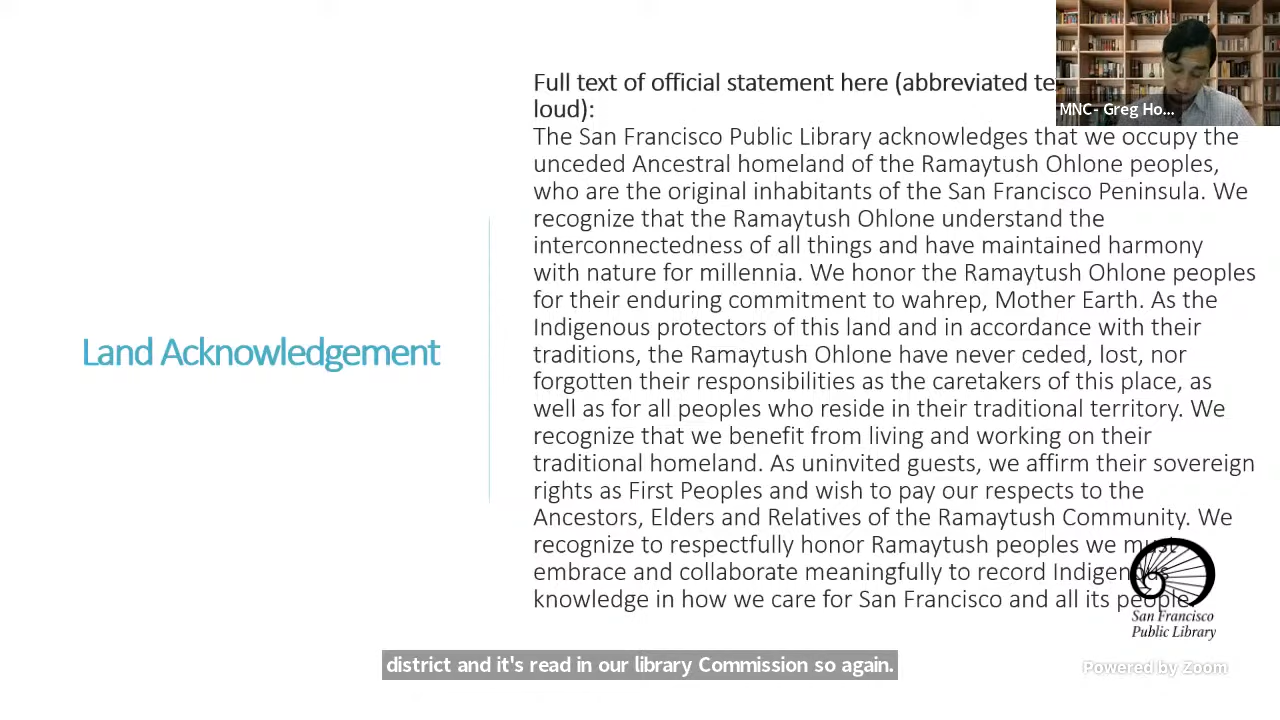 Full text of official statement here (abbreviated
loud):
MNC- Greg Ho...
The San Francisco Public Library acknowledges that we occupy the
unceded Ancestral homeland of the Ramaytush Ohlone peoples,
who are the original inhabitants of the San Francisco Peninsula. We
recognize that the Ramaytush Ohlone understand the
interconnectedness of all things and have maintained harmony
with nature for millennia. We honor the Ramaytush Ohlone peoples
for their enduring commitment to wahrep, Mother Earth. As the
Indigenous protectors of this land and in accordance with their
traditions, the Ramaytush Ohlone have never ceded, lost, nor
forgotten their responsibilities as the caretakers of this place, as
well as for all peoples who reside in their traditional territory. We
recognize that we benefit from living and working on their
traditional homeland. As uninvited guests, we affirm their sovereign
rights as First Peoples and wish to pay our respects to the
Ancestors, Elders and Relatives of the Ramaytush Community. We
recognize to respectfully honor Ramaytush peoples we must
embrace and collaborate meaningfully to record Indigenous
knowledge in how we care for San Francisco and all its people.
Land Acknowledgement
San Francisco
Public Library
district and it's read in our library Commission so again.
Powered by Zoom